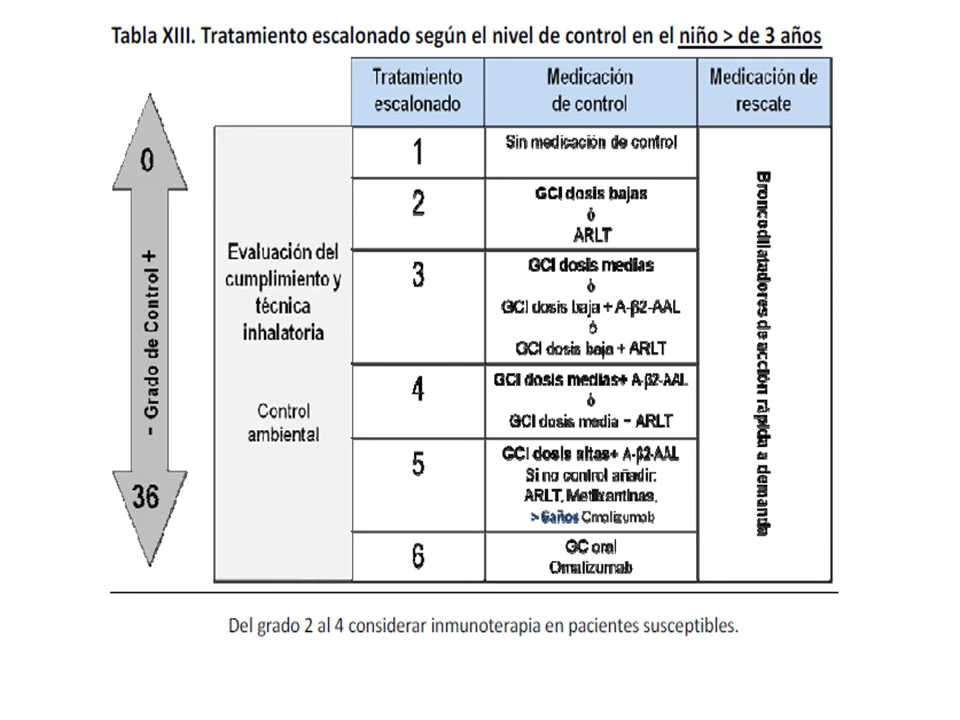 Tabla XIII. Tratamiento escalonado según el nivel de control en el niño > de 3 años
Tratamiento
escalonado
Medicación
de control
Medicación de
rescate
0
- Grado de Control +
36
Evaluación del
cumplimiento y
técnica
inhalatoria
Control
ambiental
1
Sin medicación de control
2
GCI dosis bajas
ó
ARLT
3
GCI dosis medias
ó
GCI dosis baja + A-β2-AAL
ó
GCI dosis baja + ARLT
4
GCI dosis medias+ A-β2-AAL
ó
GCI dosis media – ARLT
5
GCI dosis altas+ A-β2-AAL
Si no control añadir:
ARLT, Metilxantinas,
> 6años Omalizumab
6
GC oral
Omalizumab
Broncodilatadores de acción rápida a demanda
Del grado 2 al 4 considerar inmunoterapia en pacientes susceptibles.